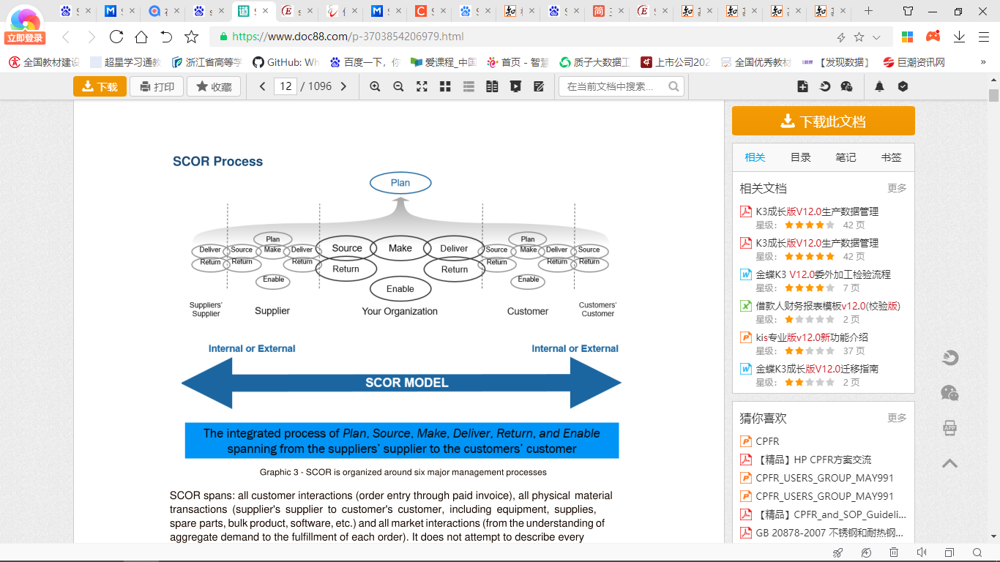 立即登录
https://www.doc88.com/p-3703854206979.html
全国教材建设
超星学习通教
浙江省高等学
GitHub: Wh
百度一下，你
爱课程_中国
首页 - 智慧
质子大数据工
上市公司202
全国优秀教材
【发现数据】
巨潮资讯网
»
下载
打印
收藏
12 / 1096
在当前文档中搜索...
SCOR Process
Plan
Plan
Plan
Deliver
Source
Make
Deliver
Source
Make
Deliver
Source
Make
Deliver
Source
Return
Return
Return
Return
Return
Return
Return
Return
Enable
Enable
Enable
Suppliers’
Supplier
Supplier
Your Organization
Customer
Customers’
Customer
Internal or External
Internal or External
SCOR MODEL
The integrated process of Plan, Source, Make, Deliver, Return, and Enable
spanning from the suppliers’ supplier to the customers’ customer
Graphic 3 - SCOR is organized around six major management processes
SCOR spans: all customer interactions (order entry through paid invoice), all physical material
transactions (supplier's supplier to customer's customer, including equipment, supplies,
spare parts, bulk product, software, etc.) and all market interactions (from the understanding of
aggregate demand to the fulfillment of each order). It does not attempt to describe every
下载此文档
相关
目录
笔记
书签
相关文档
更多
K3成长版V12.0生产数据管理
星级： 42 页
K3成长版V12.0生产数据管理
星级： 42 页
金蝶K3 V12.0委外加工检验流程
星级： 7 页
借款人财务报表模板v12.0(校验版)
星级： 2 页
kis专业版v12.0新功能介绍
星级： 37 页
金蝶K3成长版V12.0迁移指南
星级： 2 页
猜你喜欢
更多
CPFR
【精品】HP CPFR方案交流
CPFR_USERS_GROUP_MAY991
CPFR_USERS_GROUP_MAY991
【精品】CPFR_and_SOP_Guideli...
GB 20878-2007 不锈钢和耐热钢...
APP